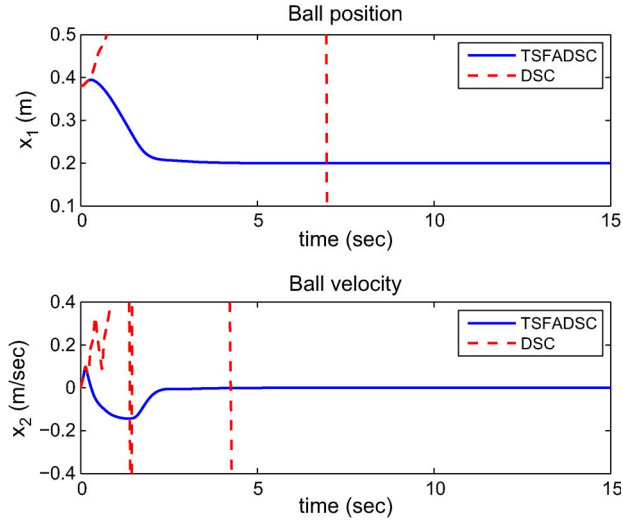 Ball position
0.5
0.4
0.3
0.2
0.1
x1 (m)
TSFADSC
DSC
0 5 10 15
time (sec)
Ball velocity
0.4
0.2
0
−0.2
−0.4
x2 (m/sec)
TSFADSC
DSC
0 5 10 15
time (sec)